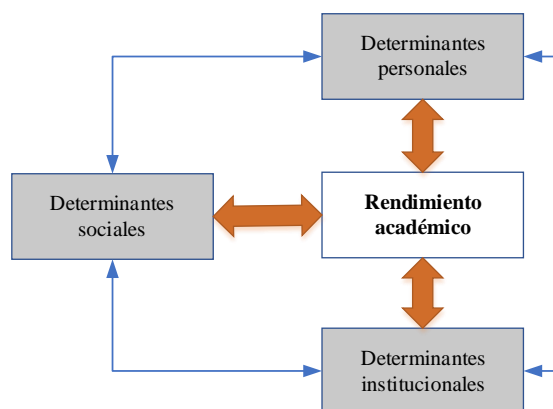 Determinantes
personales
Determinantes
sociales
Rendimiento
académico
Determinantes
institucionales